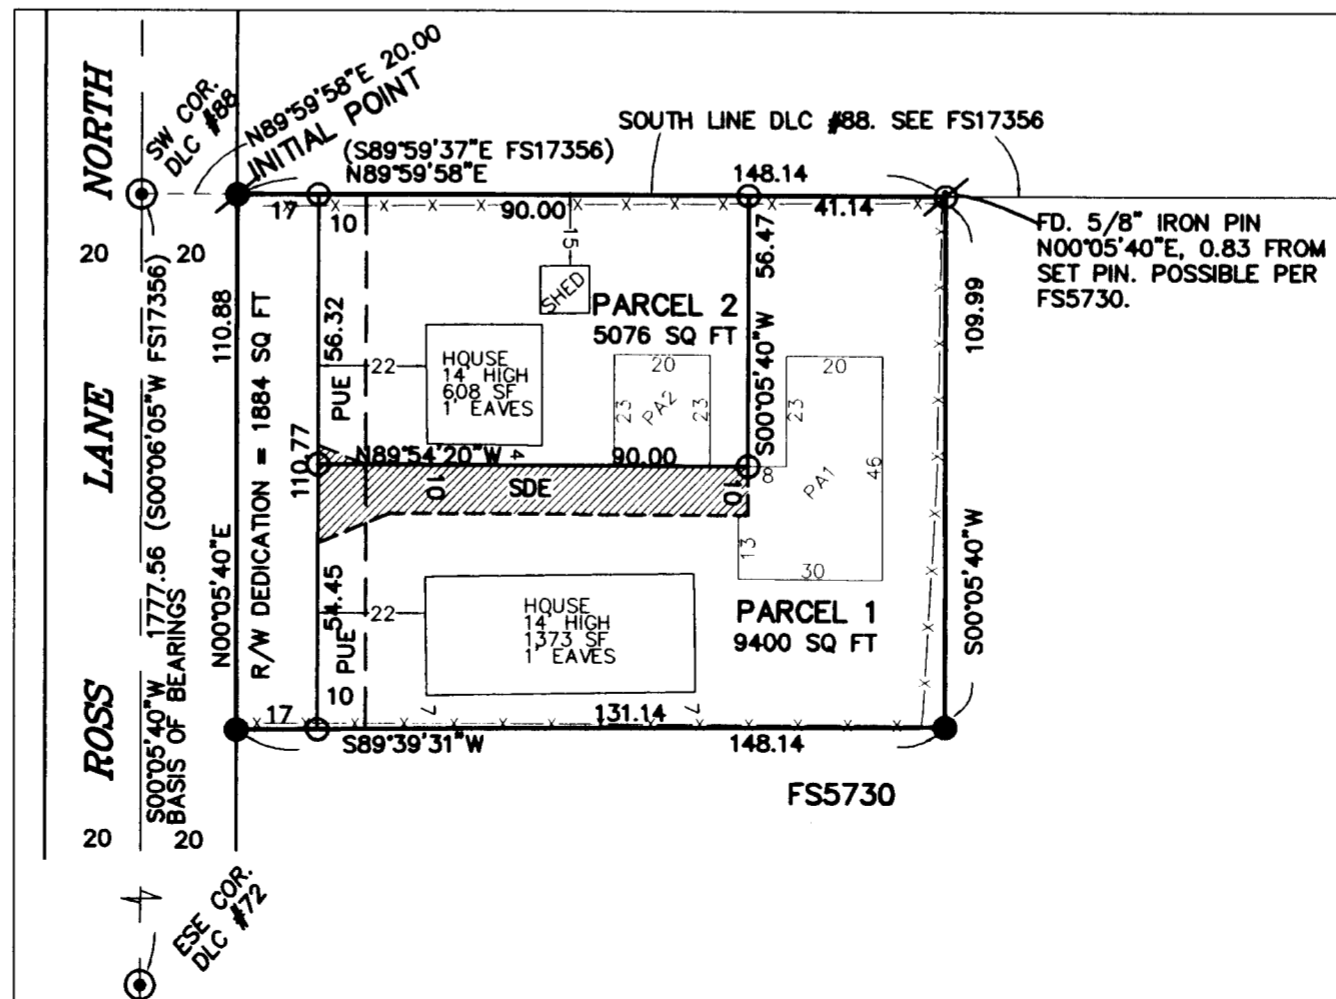 NORTH
LANE
ROSS
SW COR.
DLC #88
N89°59'58"E 20.00
INITIAL POINT
(S89°59'37"E FS17356)
N89°59'58"E
SOUTH LINE DLC #88. SEE FS17356
148.14
17
10
90.00
41.14
FD. 5/8" IRON PIN
N00°05'40"E, 0.83 FROM
SET PIN. POSSIBLE PER
FS5730.
20
20
15
SHED
56.47
PARCEL 2
5076 SQ FT
109.99
110.88
56.32
PUE
22
HOUSE
14' HIGH
608 SF
1' EAVES
20
23
PA2
23
S00°05'40"W
20
23
46
PA1
8
N89°54'20"W
4
90.00
110.77
10
SDE
10
13
30
R/W DEDICATION = 1884 SQ FT
N00°05'40"E
S00°05'40"W 1777.56 (S00°06'05"W FS17356)
BASIS OF BEARINGS
54.45
PUE
22
HOUSE
14' HIGH
1373 SF
1' EAVES
PARCEL 1
9400 SQ FT
S00°05'40"W
17
10
7
131.14
7
S89°39'31"W
148.14
FS5730
20
20
ESE COR.
DLC #72